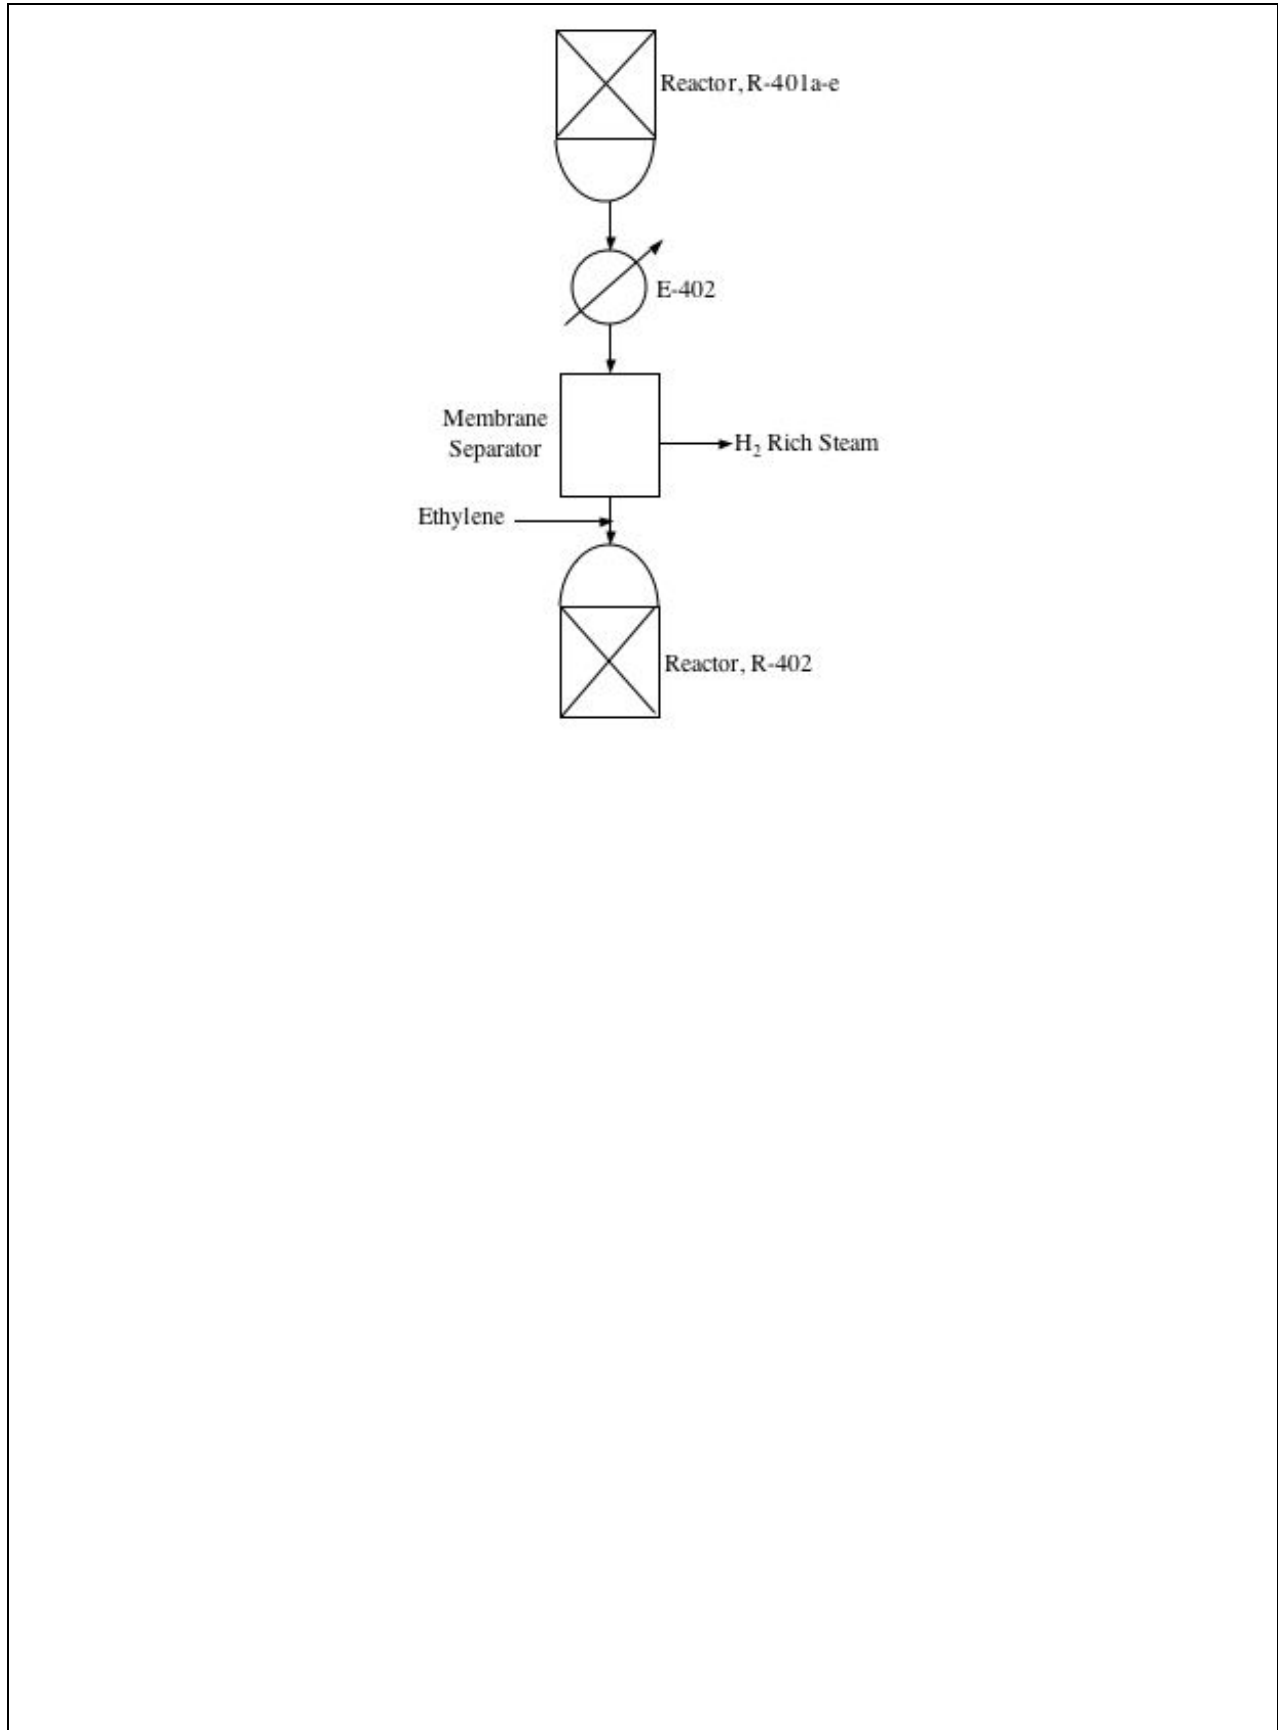 Reactor, R-401a-e
E-402
Membrane
Separator
H₂ Rich Steam
Ethylene
Reactor, R-402